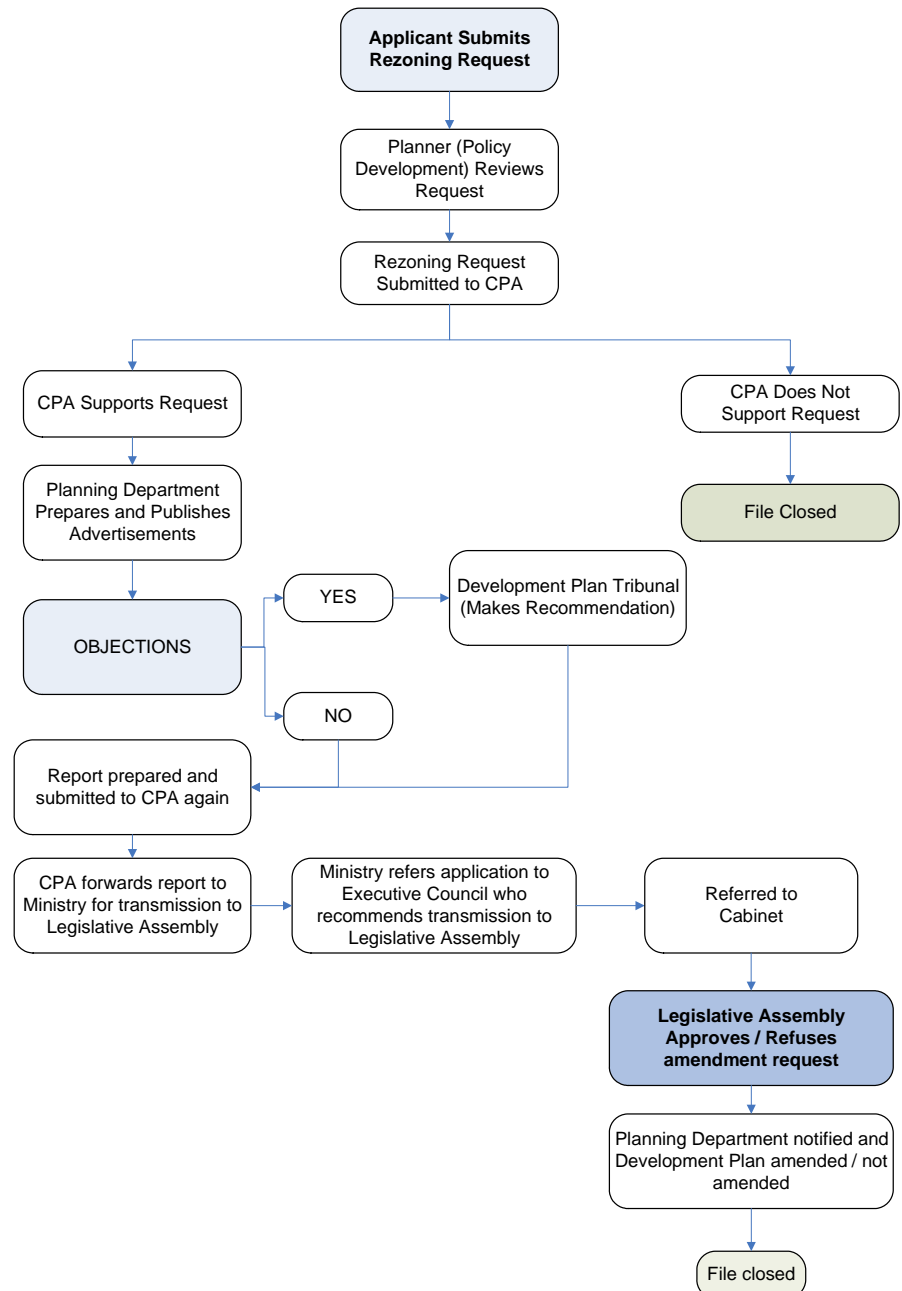 Applicant Submits
Rezoning Request
Planner (Policy
Development) Reviews
Request
Rezoning Request
Submitted to CPA
CPA Supports Request
CPA Does Not
Support Request
Planning Department
Prepares and Publishes
Advertisements
File Closed
OBJECTIONS
YES
Development Plan Tribunal
(Makes Recommendation)
NO
Report prepared and
submitted to CPA again
CPA forwards report to
Ministry for transmission to
Legislative Assembly
Ministry refers application to
Executive Council who
recommends transmission to
Legislative Assembly
Referred to
Cabinet
Legislative Assembly
Approves / Refuses
amendment request
Planning Department notified and
Development Plan amended / not
amended
File closed